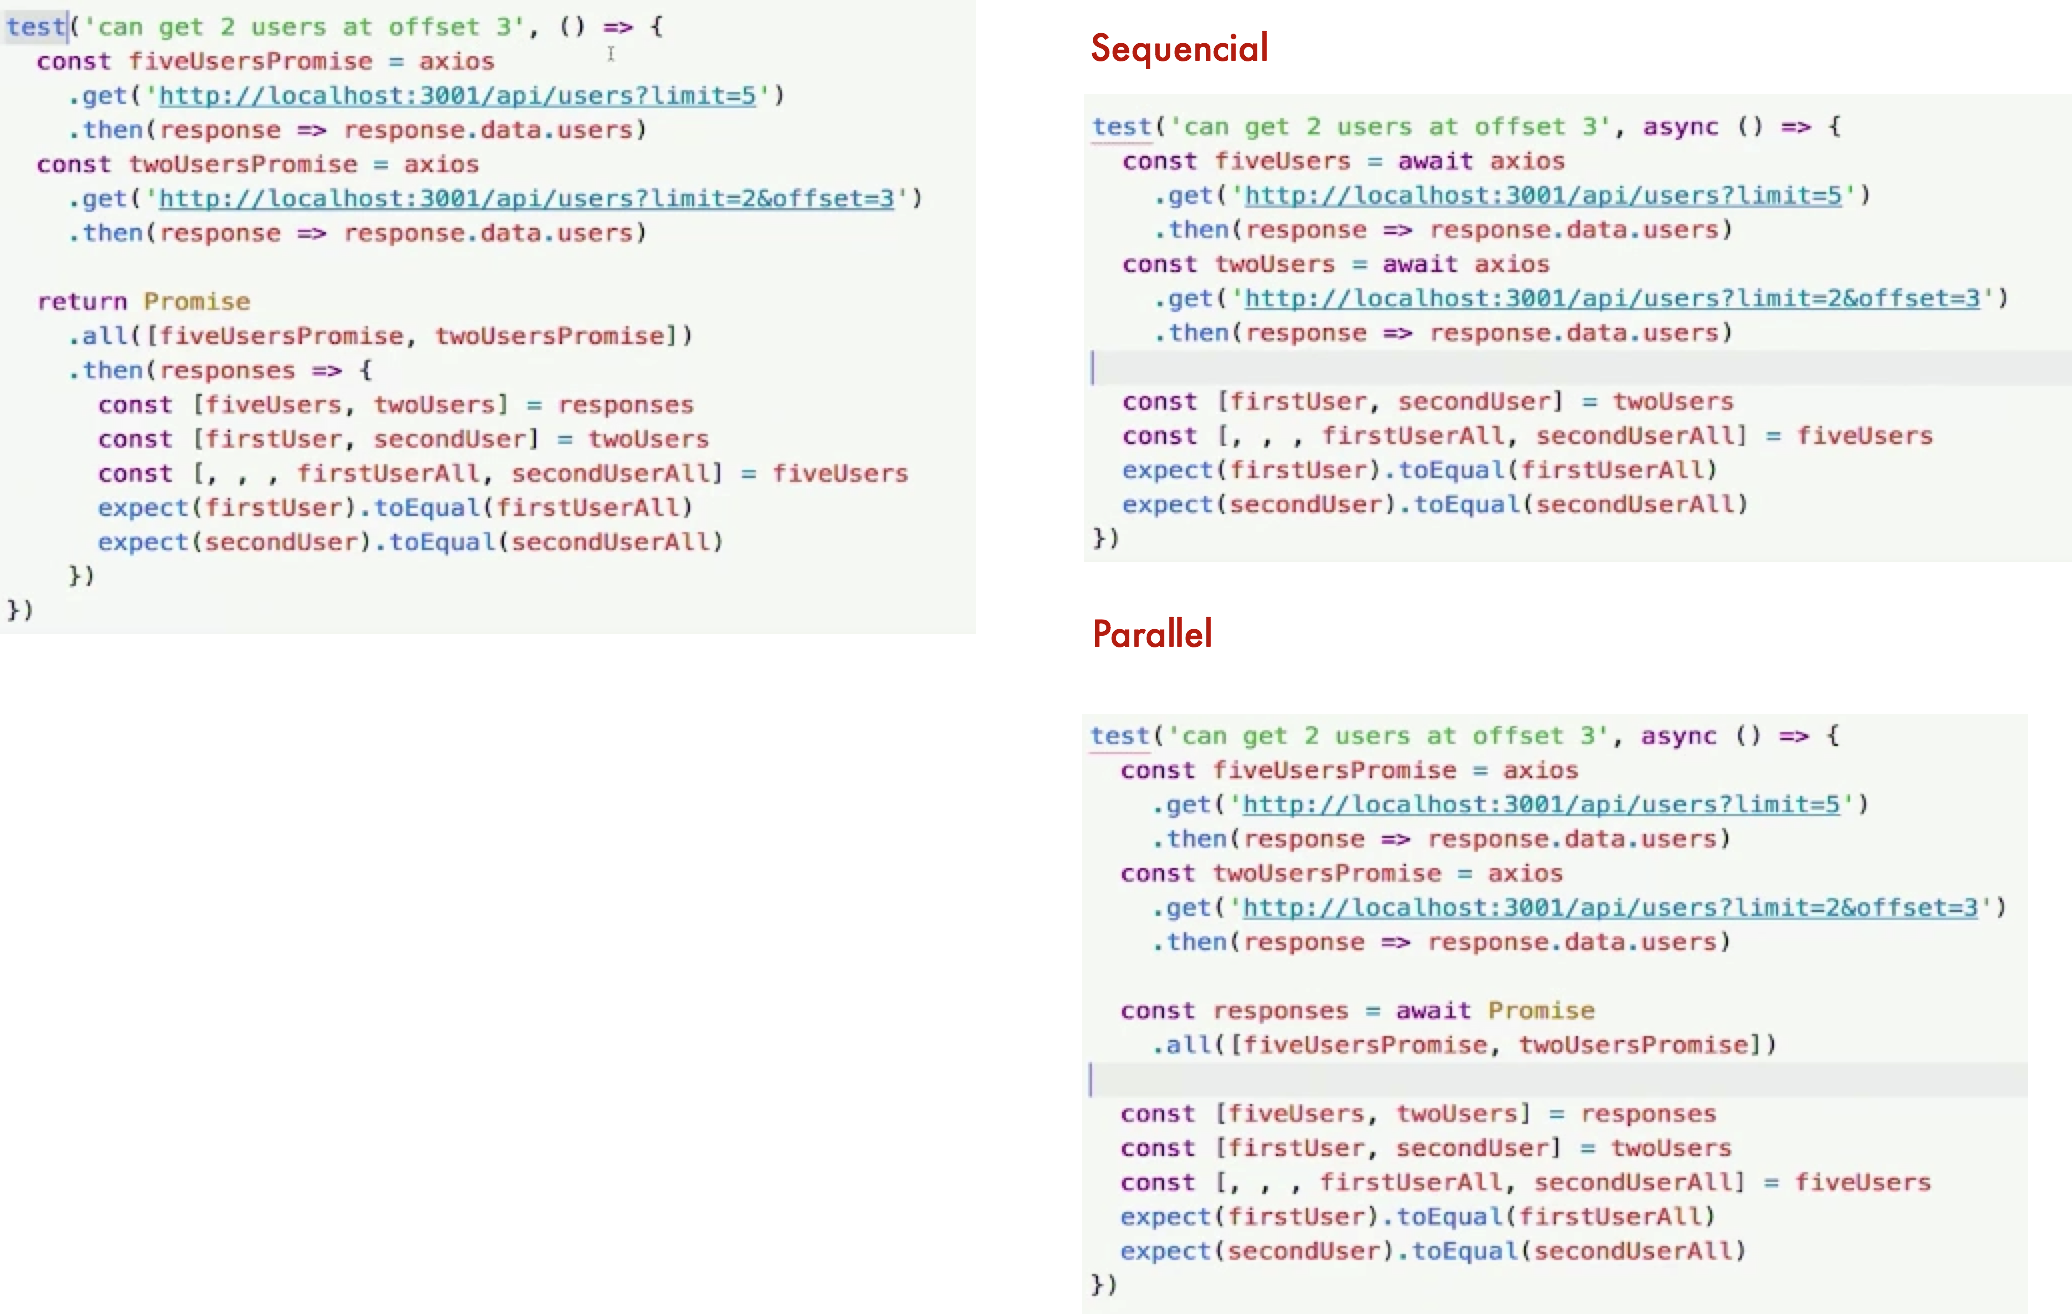 test('can get 2 users at offset 3', () => {
  const fiveUsersPromise = axios
    .get('http://localhost:3001/api/users?limit=5')
    .then(response => response.data.users)
  const twoUsersPromise = axios
    .get('http://localhost:3001/api/users?limit=2&offset=3')
    .then(response => response.data.users)

  return Promise
    .all([fiveUsersPromise, twoUsersPromise])
    .then(responses => {
      const [fiveUsers, twoUsers] = responses
      const [firstUser, secondUser] = twoUsers
      const [, , , firstUserAll, secondUserAll] = fiveUsers
      expect(firstUser).toEqual(firstUserAll)
      expect(secondUser).toEqual(secondUserAll)
    })
})
Sequencial
test('can get 2 users at offset 3', async () => {
  const fiveUsers = await axios
    .get('http://localhost:3001/api/users?limit=5')
    .then(response => response.data.users)
  const twoUsers = await axios
    .get('http://localhost:3001/api/users?limit=2&offset=3')
    .then(response => response.data.users)

  const [firstUser, secondUser] = twoUsers
  const [, , , firstUserAll, secondUserAll] = fiveUsers
  expect(firstUser).toEqual(firstUserAll)
  expect(secondUser).toEqual(secondUserAll)
})
Parallel
test('can get 2 users at offset 3', async () => {
  const fiveUsersPromise = axios
    .get('http://localhost:3001/api/users?limit=5')
    .then(response => response.data.users)
  const twoUsersPromise = axios
    .get('http://localhost:3001/api/users?limit=2&offset=3')
    .then(response => response.data.users)

  const responses = await Promise
    .all([fiveUsersPromise, twoUsersPromise])

  const [fiveUsers, twoUsers] = responses
  const [firstUser, secondUser] = twoUsers
  const [, , , firstUserAll, secondUserAll] = fiveUsers
  expect(firstUser).toEqual(firstUserAll)
  expect(secondUser).toEqual(secondUserAll)
})